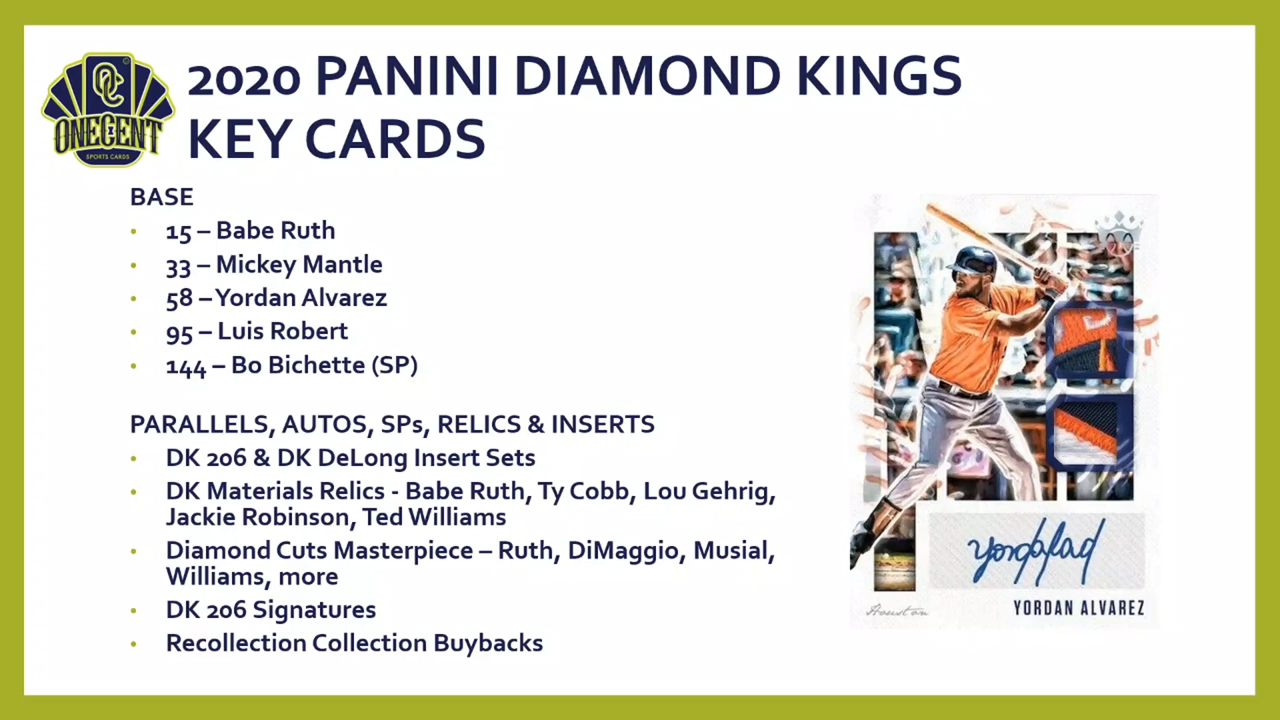 2020 PANINI DIAMOND KINGS
KEY CARDS
OC
ONECENT
SPORTS CARDS
BASE
• 15 – Babe Ruth
• 33 – Mickey Mantle
• 58 – Yordan Alvarez
• 95 – Luis Robert
• 144 – Bo Bichette (SP)
PARALLELS, AUTOS, SPs, RELICS & INSERTS
• DK 206 & DK DeLong Insert Sets
• DK Materials Relics - Babe Ruth, Ty Cobb, Lou Gehrig,
Jackie Robinson, Ted Williams
• Diamond Cuts Masterpiece – Ruth, DiMaggio, Musial,
Williams, more
• DK 206 Signatures
• Recollection Collection Buybacks
Houston
YORDAN ALVAREZ